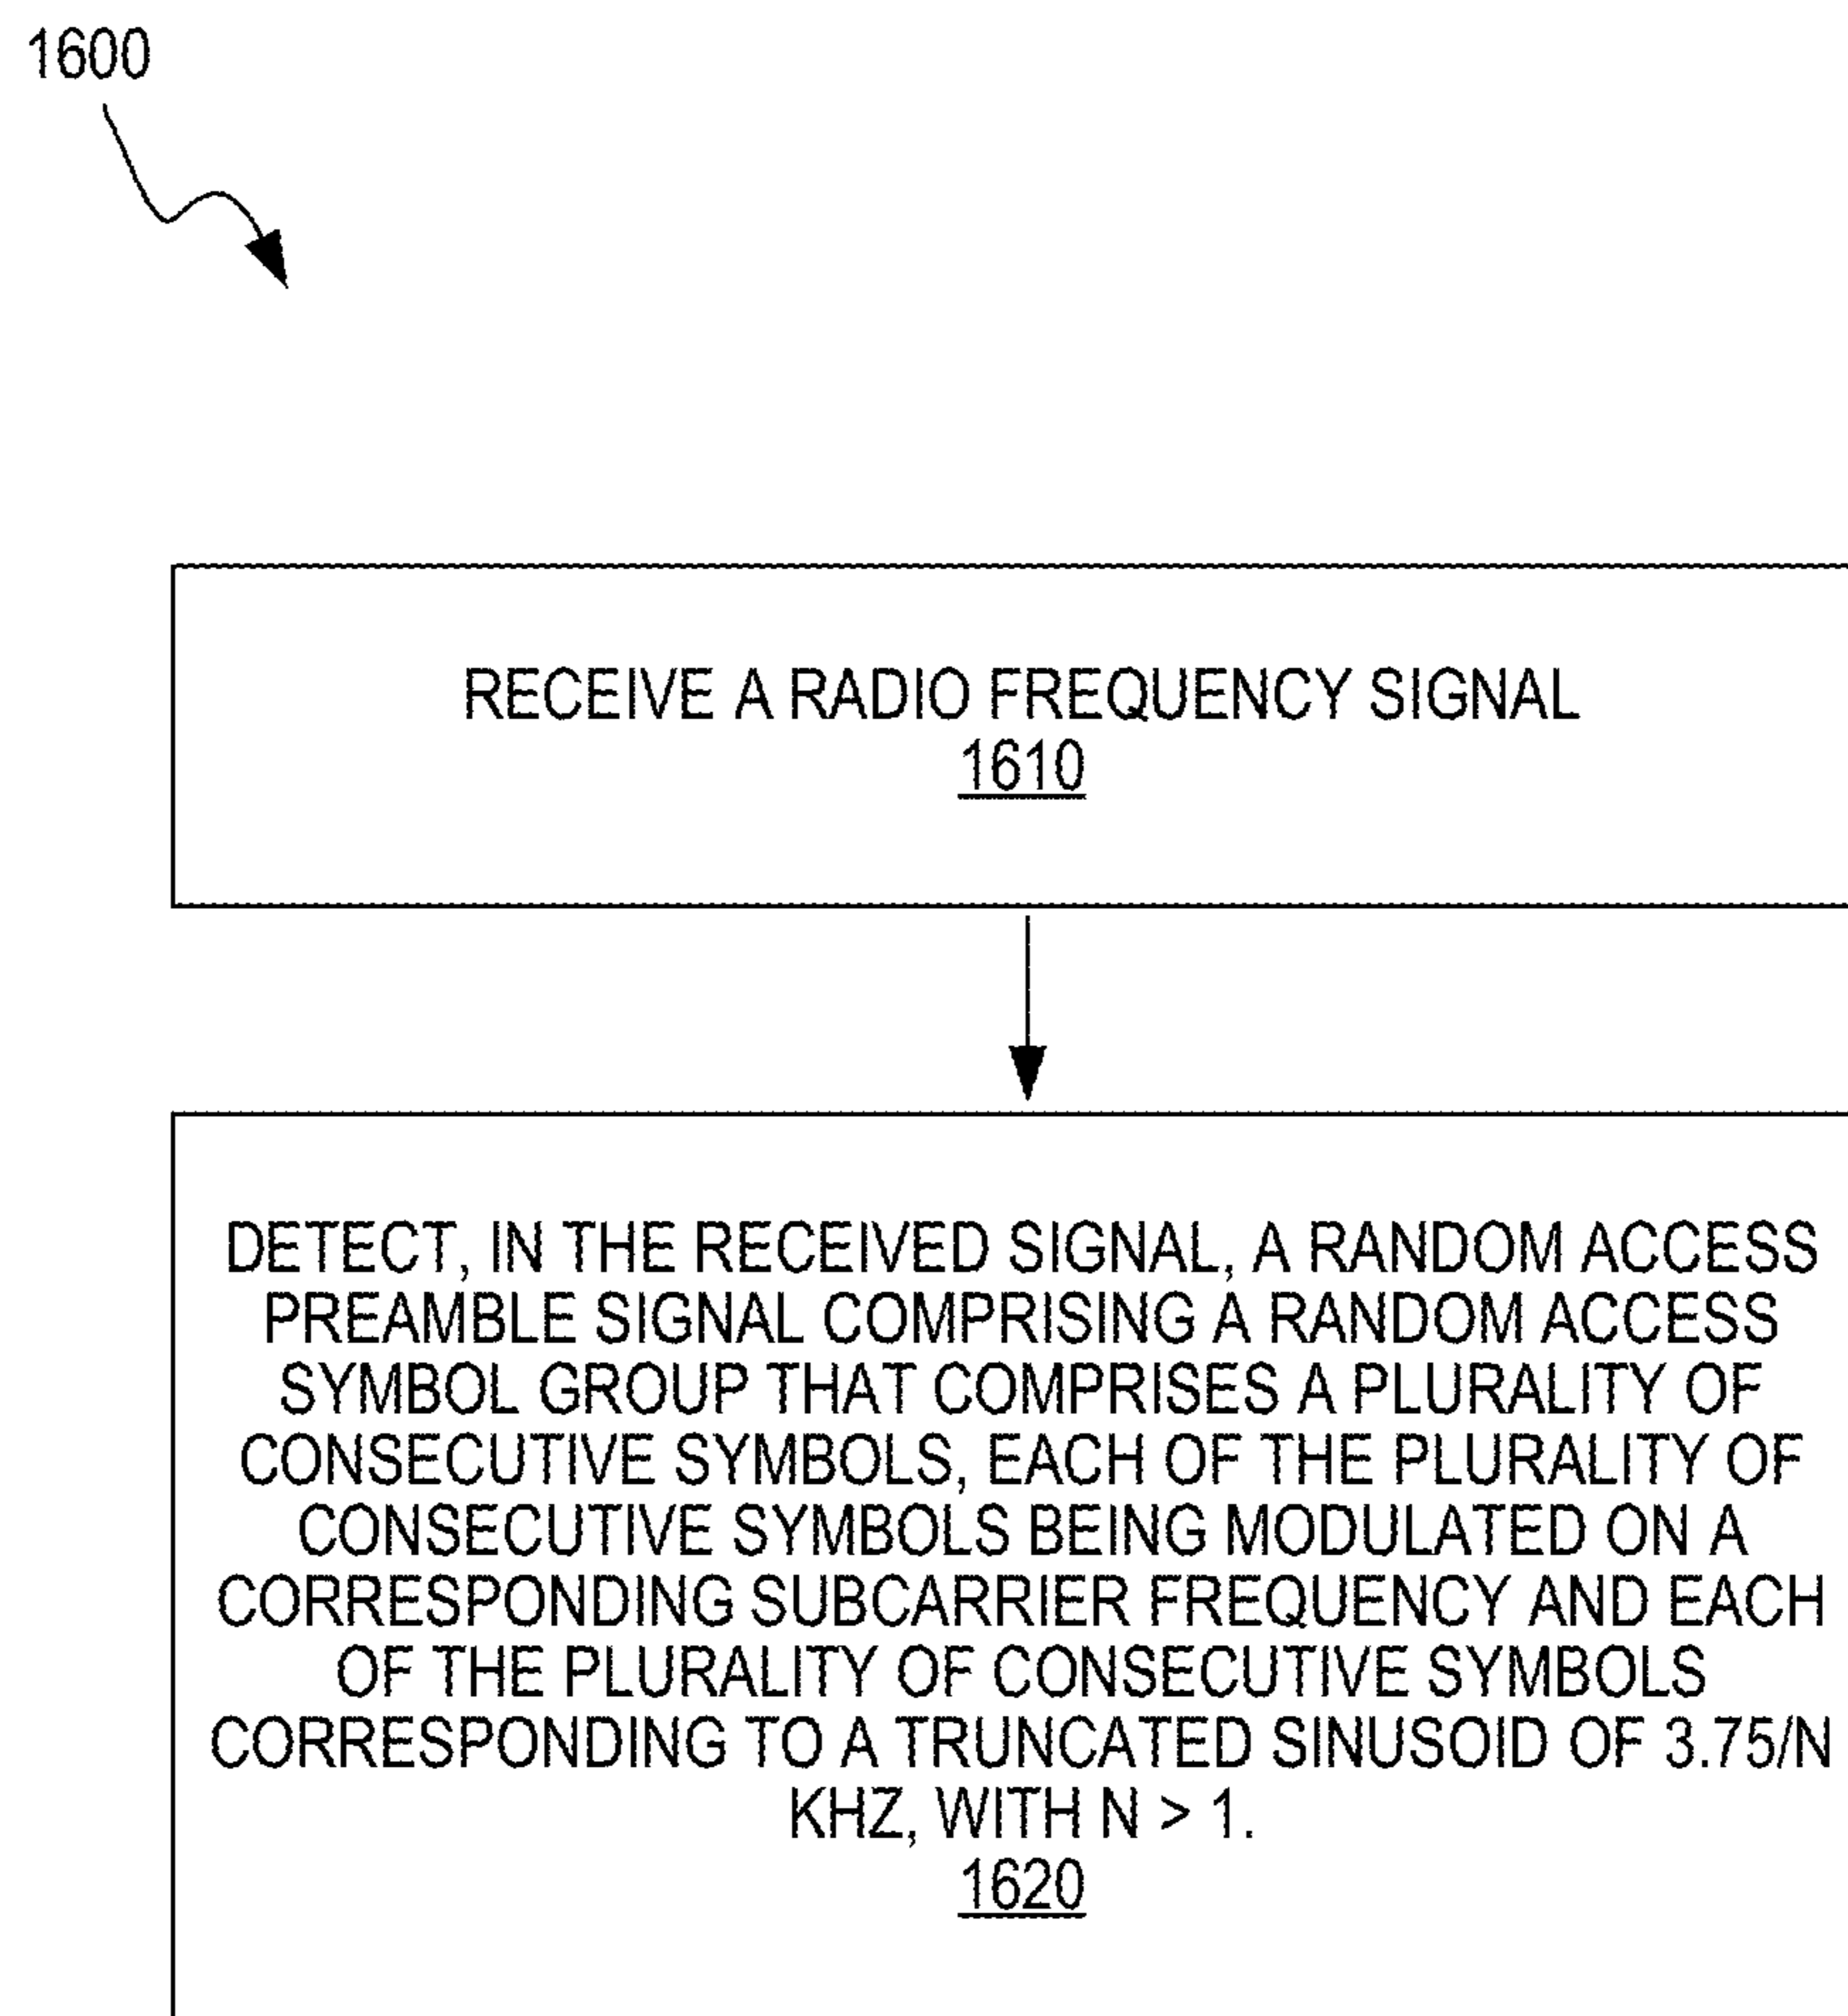 1600
RECEIVE A RADIO FREQUENCY SIGNAL
1610
DETECT, IN THE RECEIVED SIGNAL, A RANDOM ACCESS
PREAMBLE SIGNAL COMPRISING A RANDOM ACCESS
SYMBOL GROUP THAT COMPRISES A PLURALITY OF
CONSECUTIVE SYMBOLS, EACH OF THE PLURALITY OF
CONSECUTIVE SYMBOLS BEING MODULATED ON A
CORRESPONDING SUBCARRIER FREQUENCY AND EACH
OF THE PLURALITY OF CONSECUTIVE SYMBOLS
CORRESPONDING TO A TRUNCATED SINUSOID OF 3.75/N
KHZ, WITH N > 1.
1620